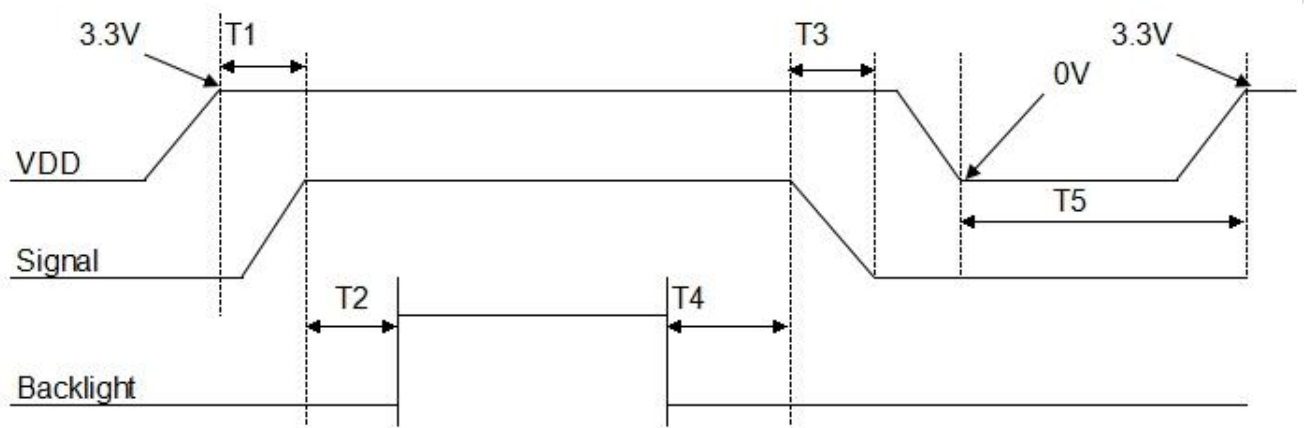 3.3V
T1
T3
3.3V
0V
VDD
T5
Signal
T2
T4
Backlight